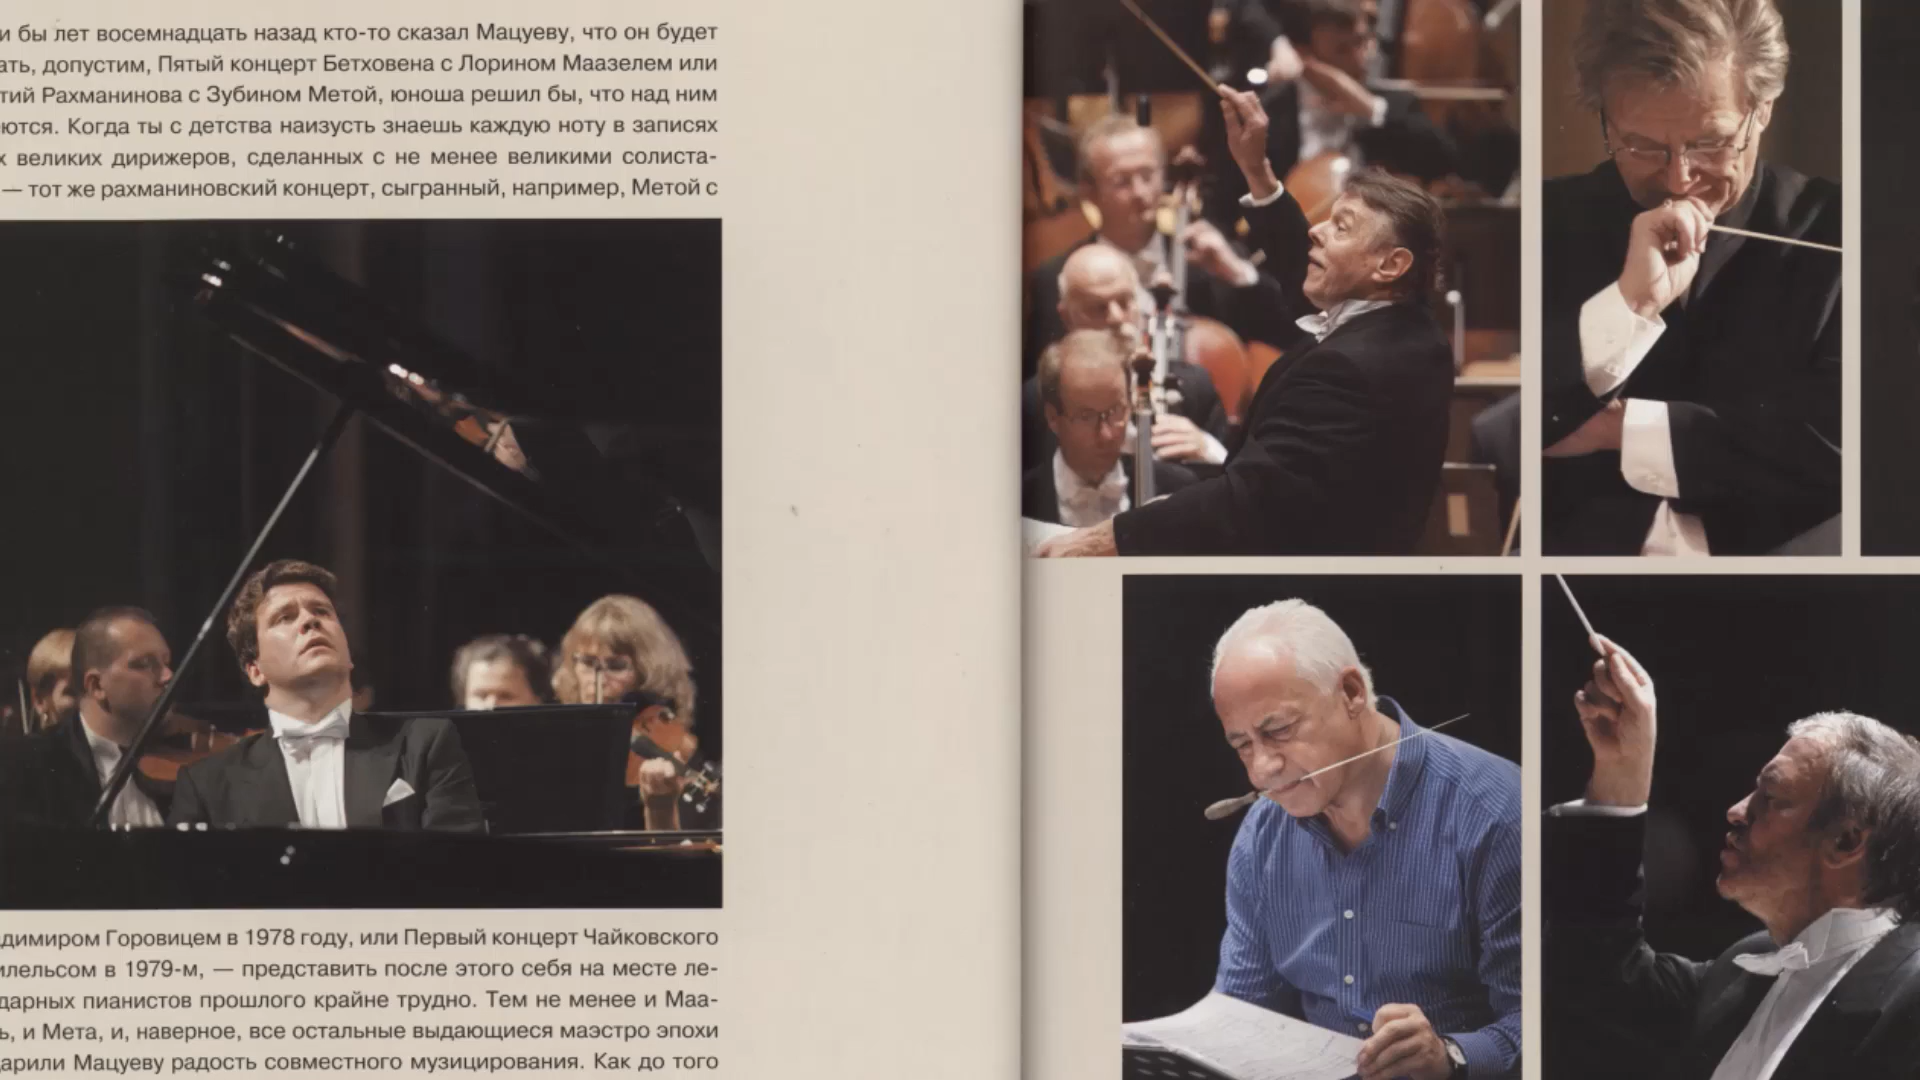 и бы лет восемнадцать назад кто-то сказал Мацуеву, что он будет
ать, допустим, Пятый концерт Бетховена с Лорином Маазелем или
тий Рахманинова с Зубином Метой, юноша решил бы, что над ним
ются. Когда ты с детства наизусть знаешь каждую ноту в записях
х великих дирижеров, сделанных с не менее великими солиста-
— тот же рахманиновский концерт, сыгранный, например, Метой с
димиром Горовицем в 1978 году, или Первый концерт Чайковского
илельсом в 1979-м, — представить после этого себя на месте ле-
дарных пианистов прошлого крайне трудно. Тем не менее и Маа-
ь, и Мета, и, наверное, все остальные выдающиеся маэстро эпохи
арили Мацуеву радость совместного музицирования. Как до того